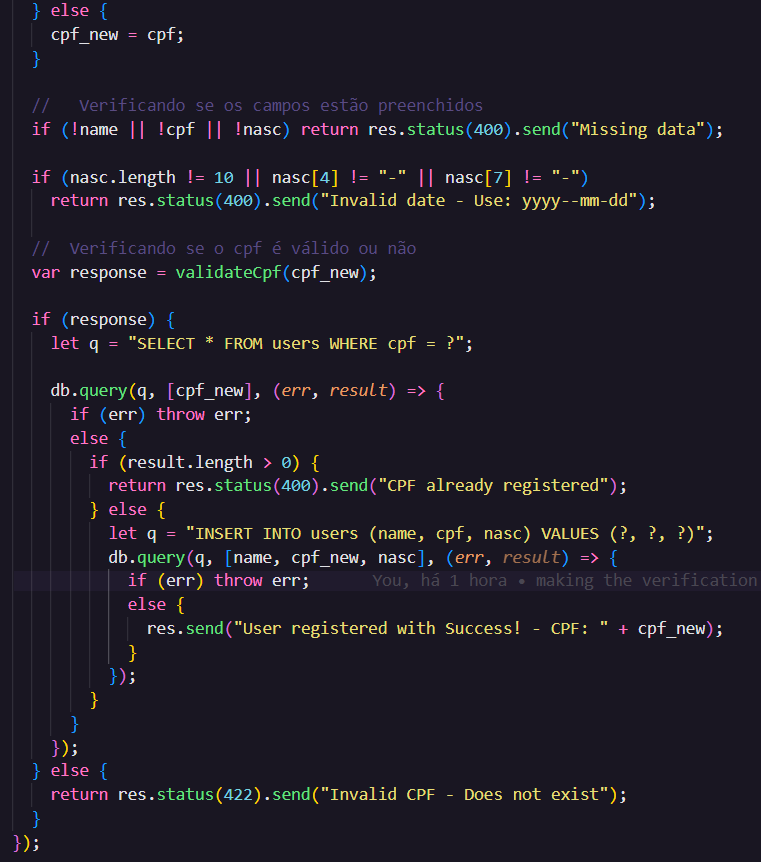 } else {
cpf_new = cpf;
}
//   Verificando se os campos estão preenchidos
if (!name || !cpf || !nasc) return res.status(400).send("Missing data");
if (nasc.length != 10 || nasc[4] != "-" || nasc[7] != "-")
return res.status(400).send("Invalid date - Use: yyyy--mm-dd");
//  Verificando se o cpf é válido ou não
var response = validateCpf(cpf_new);
if (response) {
let q = "SELECT * FROM users WHERE cpf = ?";
db.query(q, [cpf_new], (err, result) => {
if (err) throw err;
else {
if (result.length > 0) {
return res.status(400).send("CPF already registered");
} else {
let q = "INSERT INTO users (name, cpf, nasc) VALUES (?, ?, ?)";
db.query(q, [name, cpf_new, nasc], (err, result) => {
if (err) throw err;      You, há 1 hora • making the verification
else {
res.send("User registered with Success! - CPF: " + cpf_new);
}
});
}
}
});
} else {
return res.status(422).send("Invalid CPF - Does not exist");
}
});